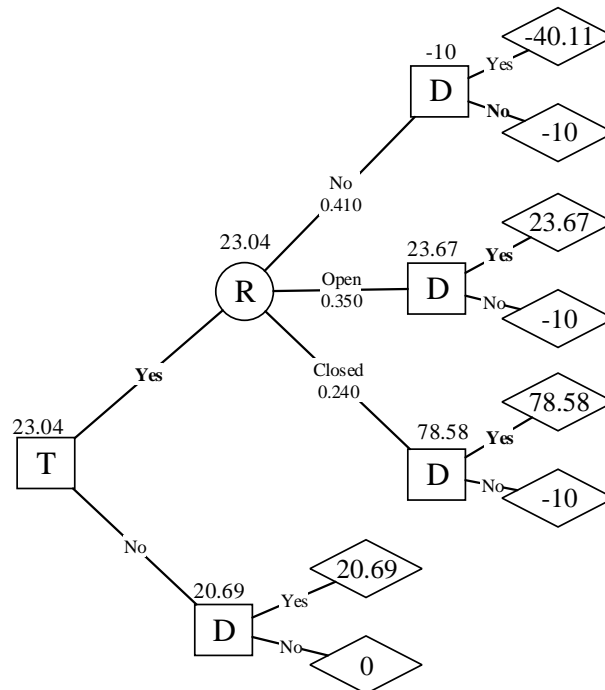 -40.11
-10
Yes
D
No
-10
No
0.410
23.04
23.67
Yes
23.67
R
Open
0.350
D
No
-10
Closed
0.240
Yes
78.58
Yes
78.58
23.04
D
T
No
-10
No
20.69
20.69
Yes
D
No
0